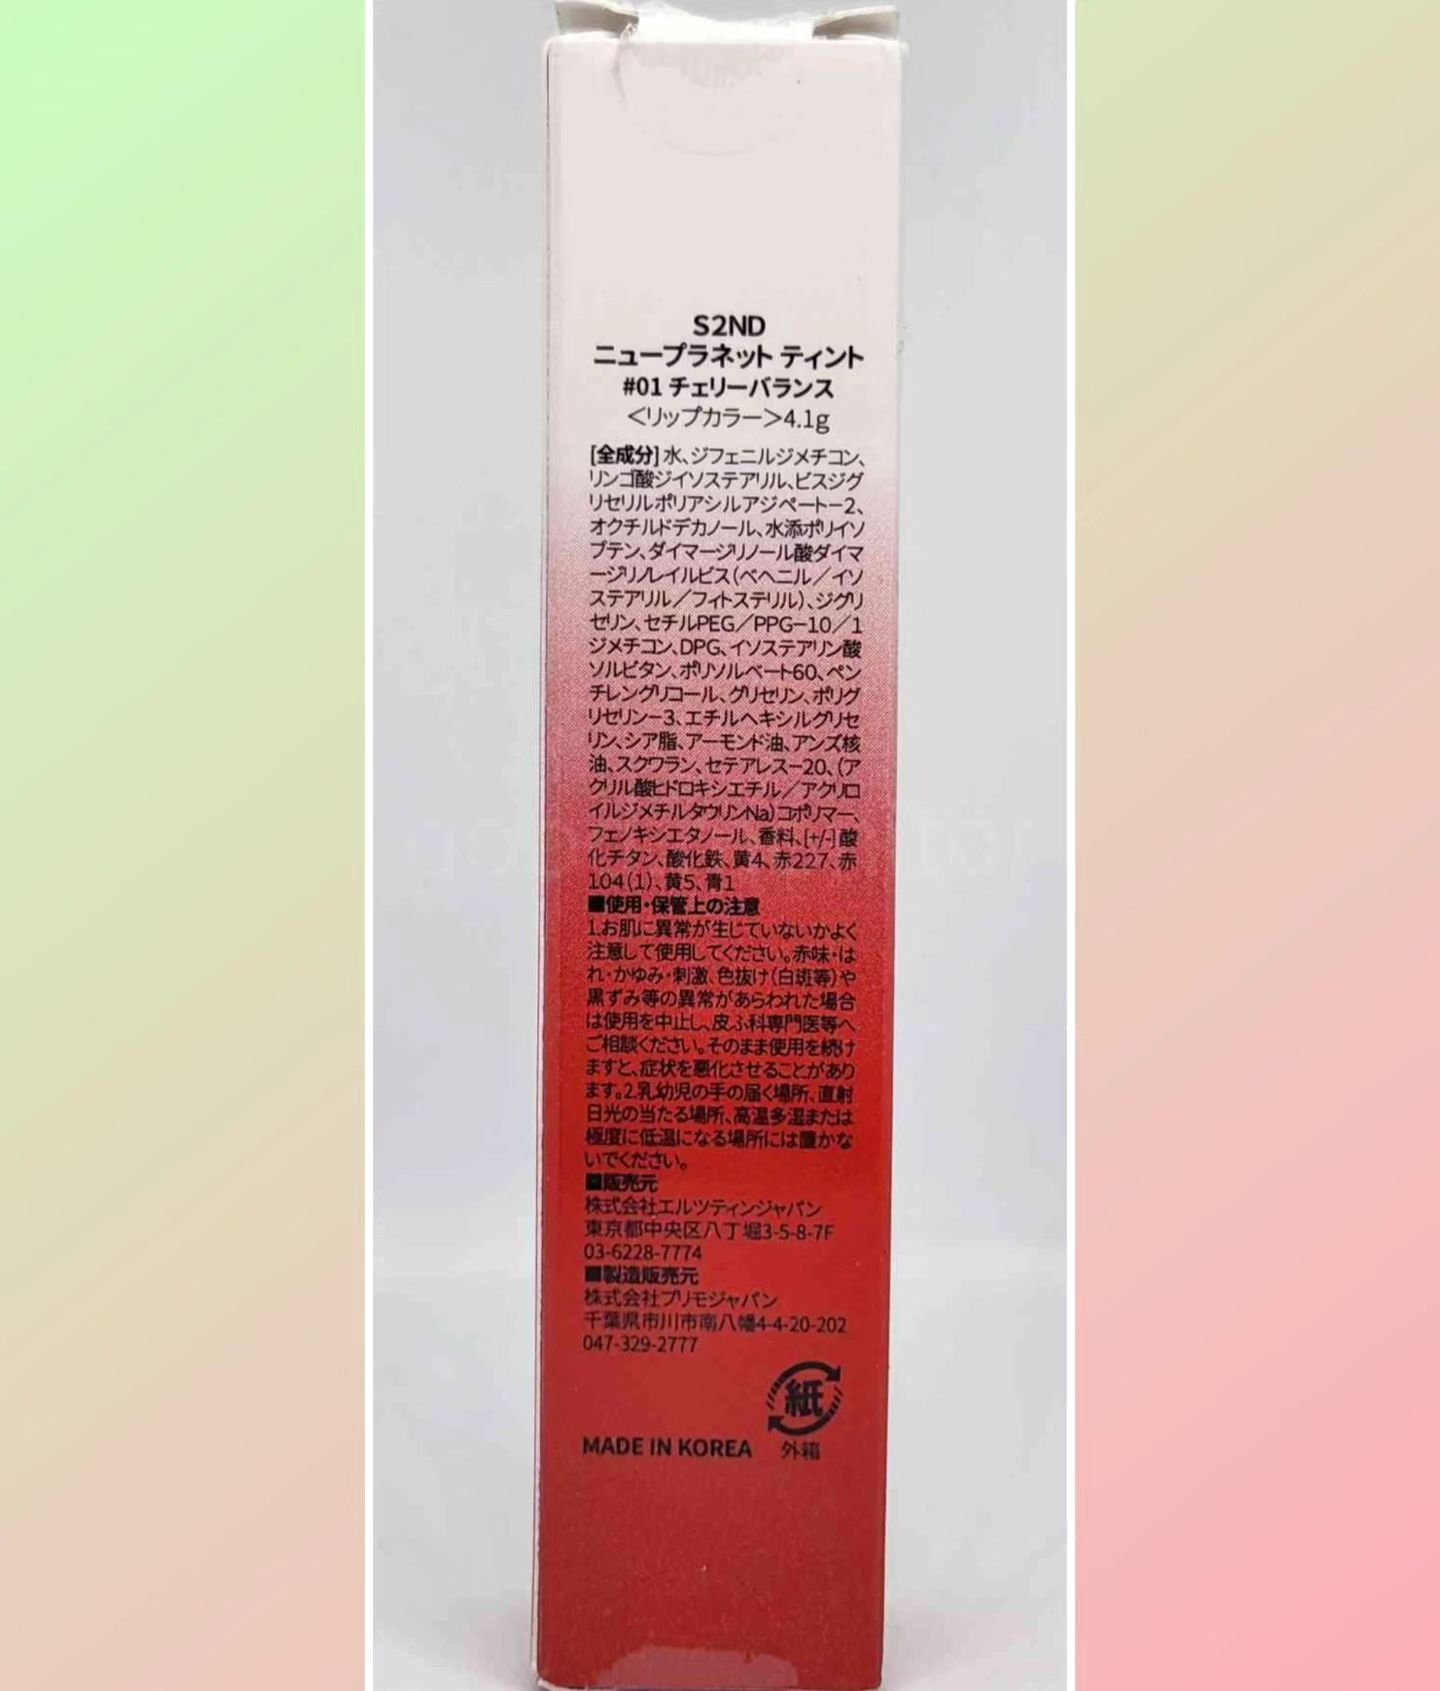 S2ND
ニュープラネット ティント
#01 チェリーバランス
<リップカラー>4.1g
[全成分]水、ジフェニルジメチコン、
リンゴ酸ジイソステアリル、ビスジグ
リセリルポリアシルアジペート-2、
オクチルドデカノール、水添ポリイソ
ブテン、ダイマージリノール酸ダイマ
ージリノレイルビス(ベヘニル/イソ
ステアリル/フィトステリル)、ジグリ
セリン、セチルPEG/PPG-10/1
ジメチコン、DPG、イソステアリン酸
ソルビタン、ポリソルベート60、ペン
チレングリコール、グリセリン、ポリグ
リセリン-3、エチルヘキシルグリセ
リン、シア脂、アーモンド油、アンズ核
油、スクワラン、セテアレス-20、(ア
クリル酸ヒドロキシエチル/アクリロ
イルジメチルタウリンNa)コポリマー、
フェノキシエタノール、香料、[+/-]酸
化チタン、酸化鉄、黄4、赤227、赤
104(1)、黄5、青1
■使用・保管上の注意
1.お肌に異常が生じていないかよく
注意して使用してください。赤味・は
れ・かゆみ・刺激、色抜け(白斑等)や
黒ずみ等の異常があらわれた場合
は使用を中止し、皮ふ科専門医等へ
ご相談ください。そのまま使用を続け
ますと、症状を悪化させることがあり
ます。2.乳幼児の手の届く場所、直射
日光の当たる場所、高温多湿または
極度に低温になる場所には置かな
いでください。
■販売元
株式会社エルツティンジャパン
東京都中央区八丁堀3-5-8-7F
03-6228-7774
■製造販売元
株式会社プリモジャパン
千葉県市川市南八幡4-4-20-202
047-329-2777
紙
MADE IN KOREA 外箱